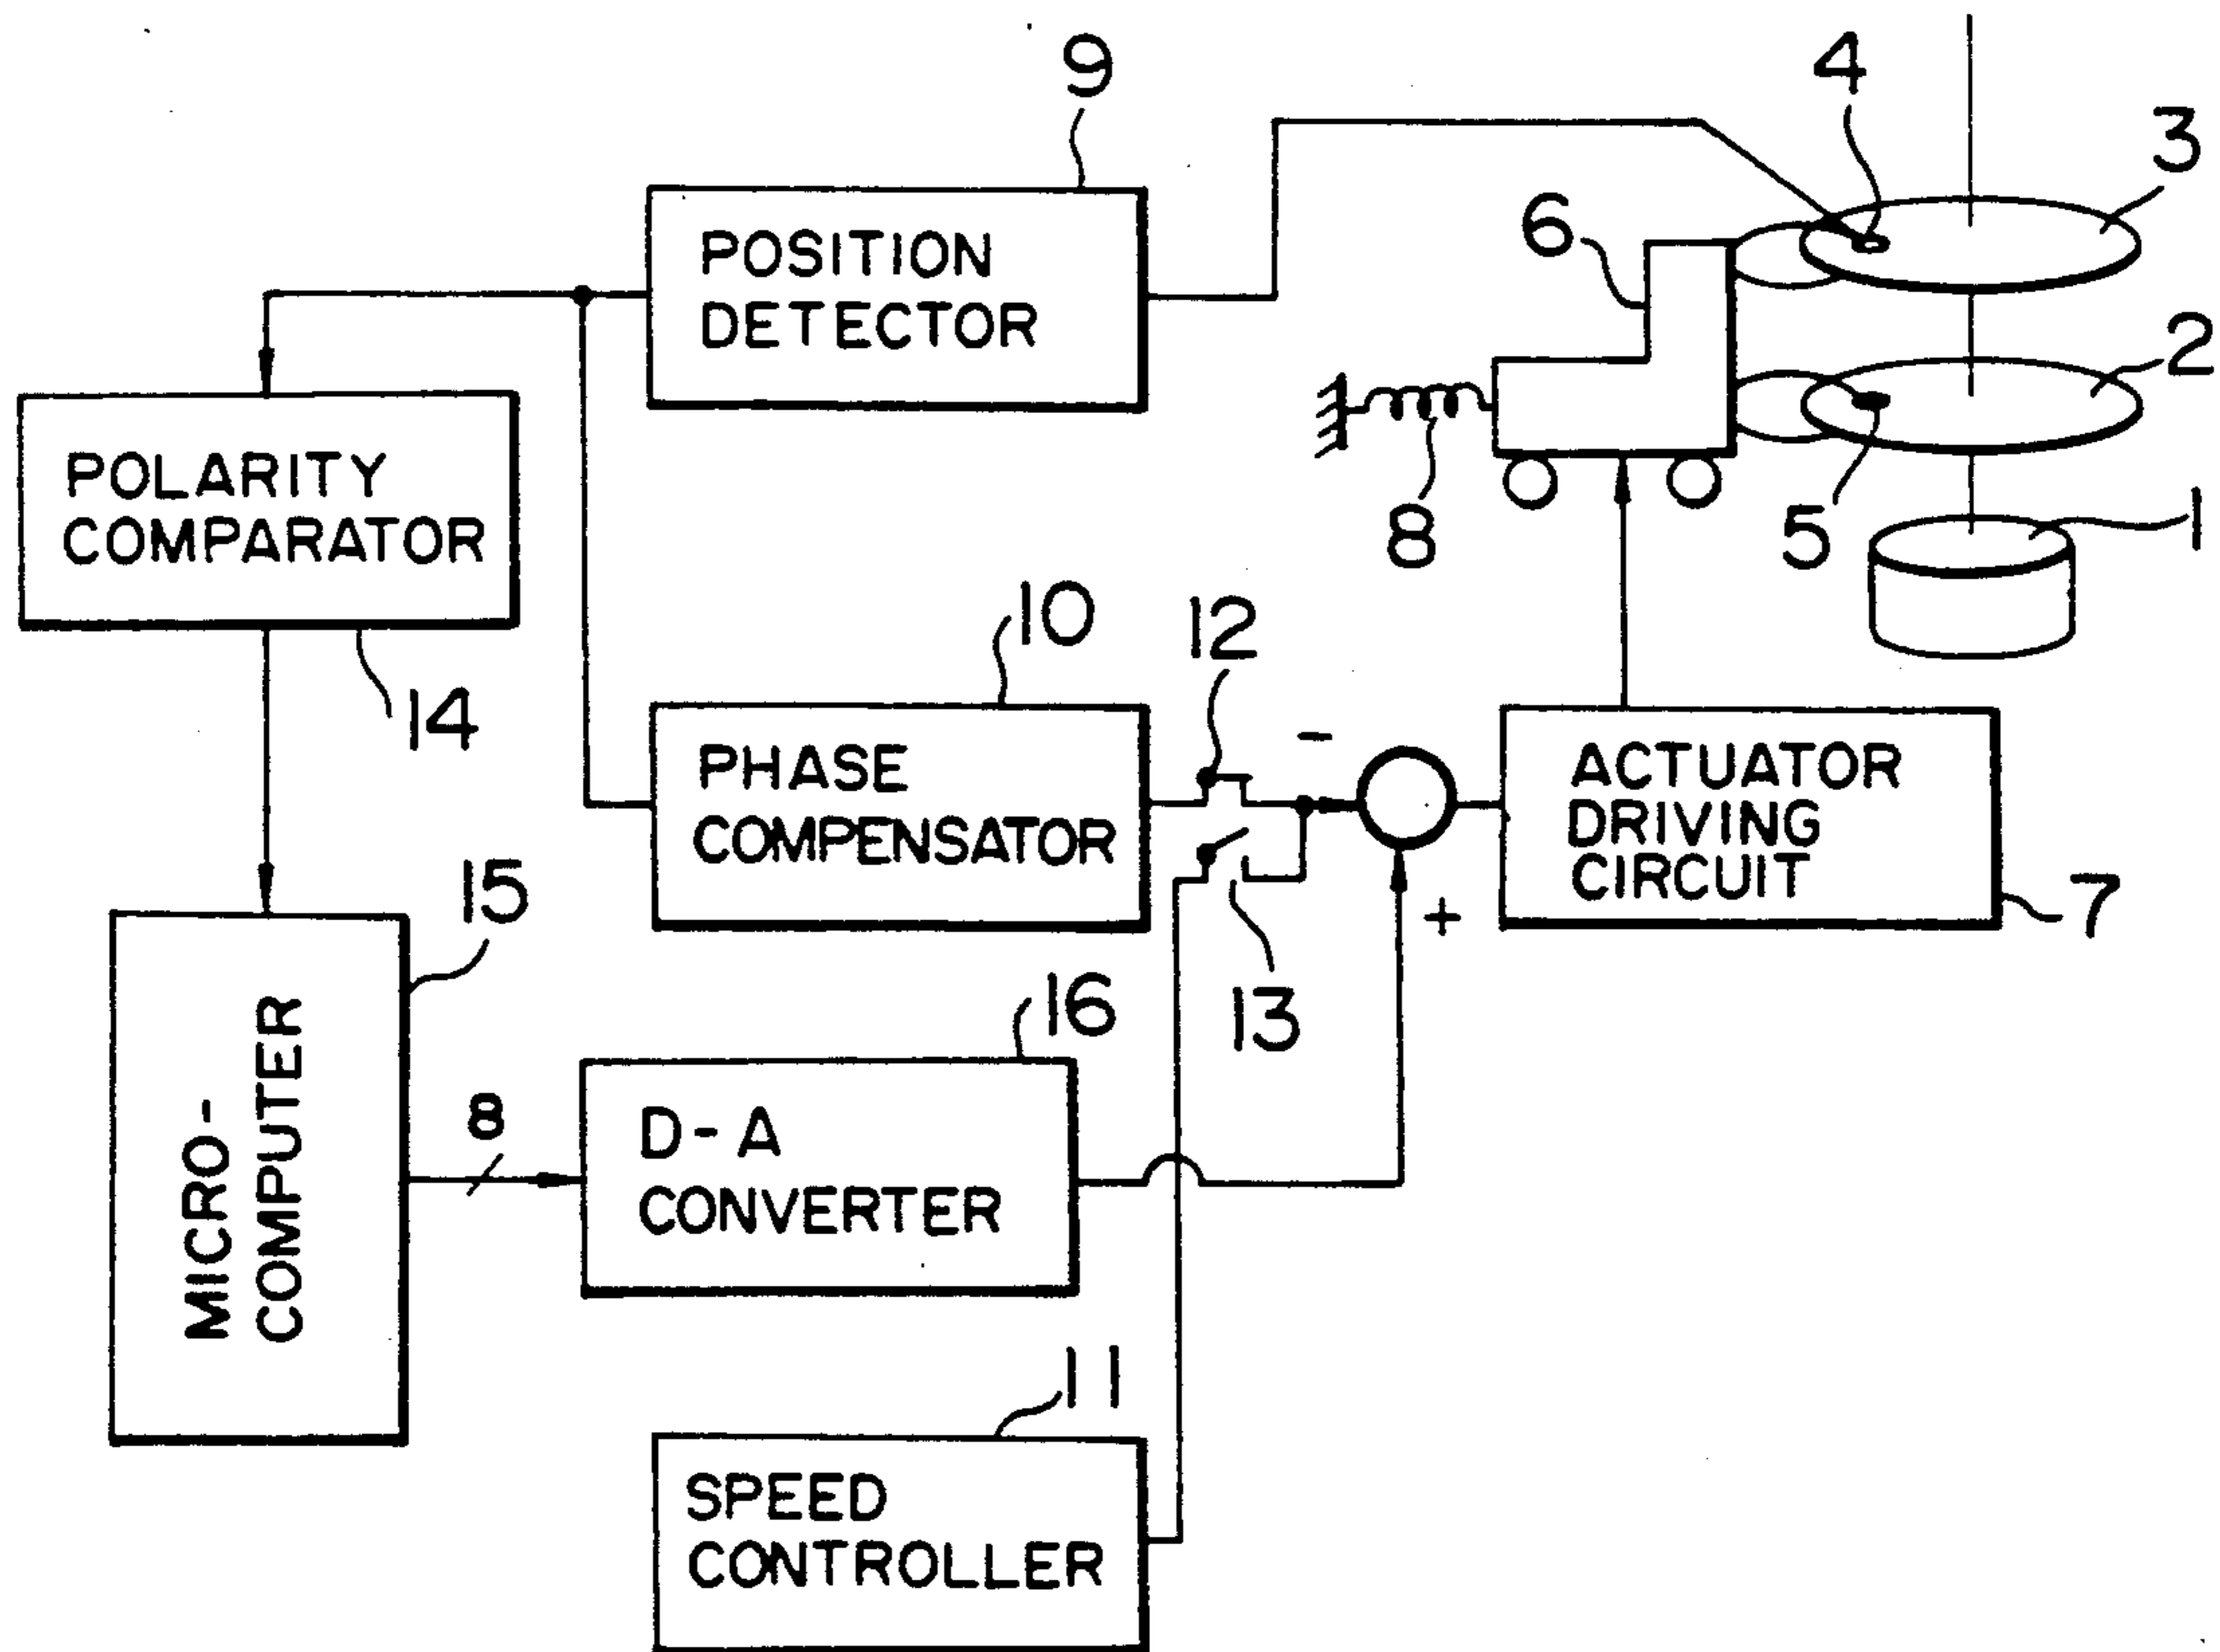 9
4
3
6
POSITION
DETECTOR
2
POLARITY
COMPARATOR
8
5
1
10
12
14
-
PHASE
COMPENSATOR
ACTUATOR
DRIVING
CIRCUIT
15
+
7
13
16
MICRO-
COMPUTER
8
D-A
CONVERTER
11
SPEED
CONTROLLER